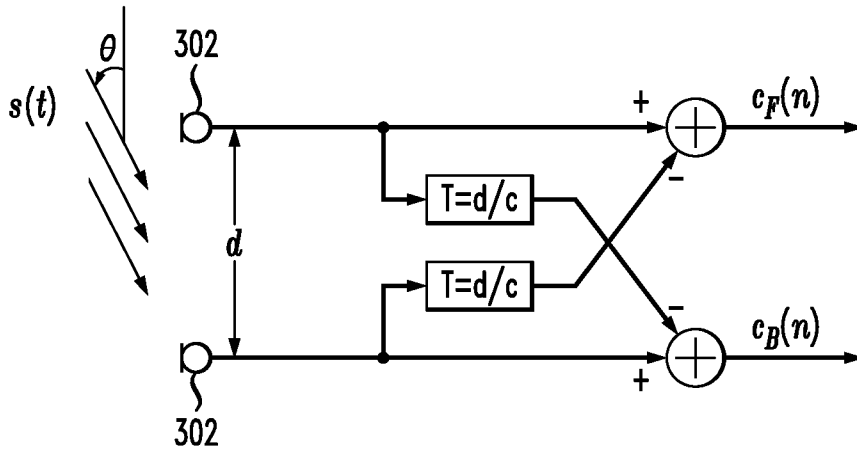 302
θ
s(t)
+
c_F(n)
T=d/c
-
d
T=d/c
-
c_B(n)
+
302